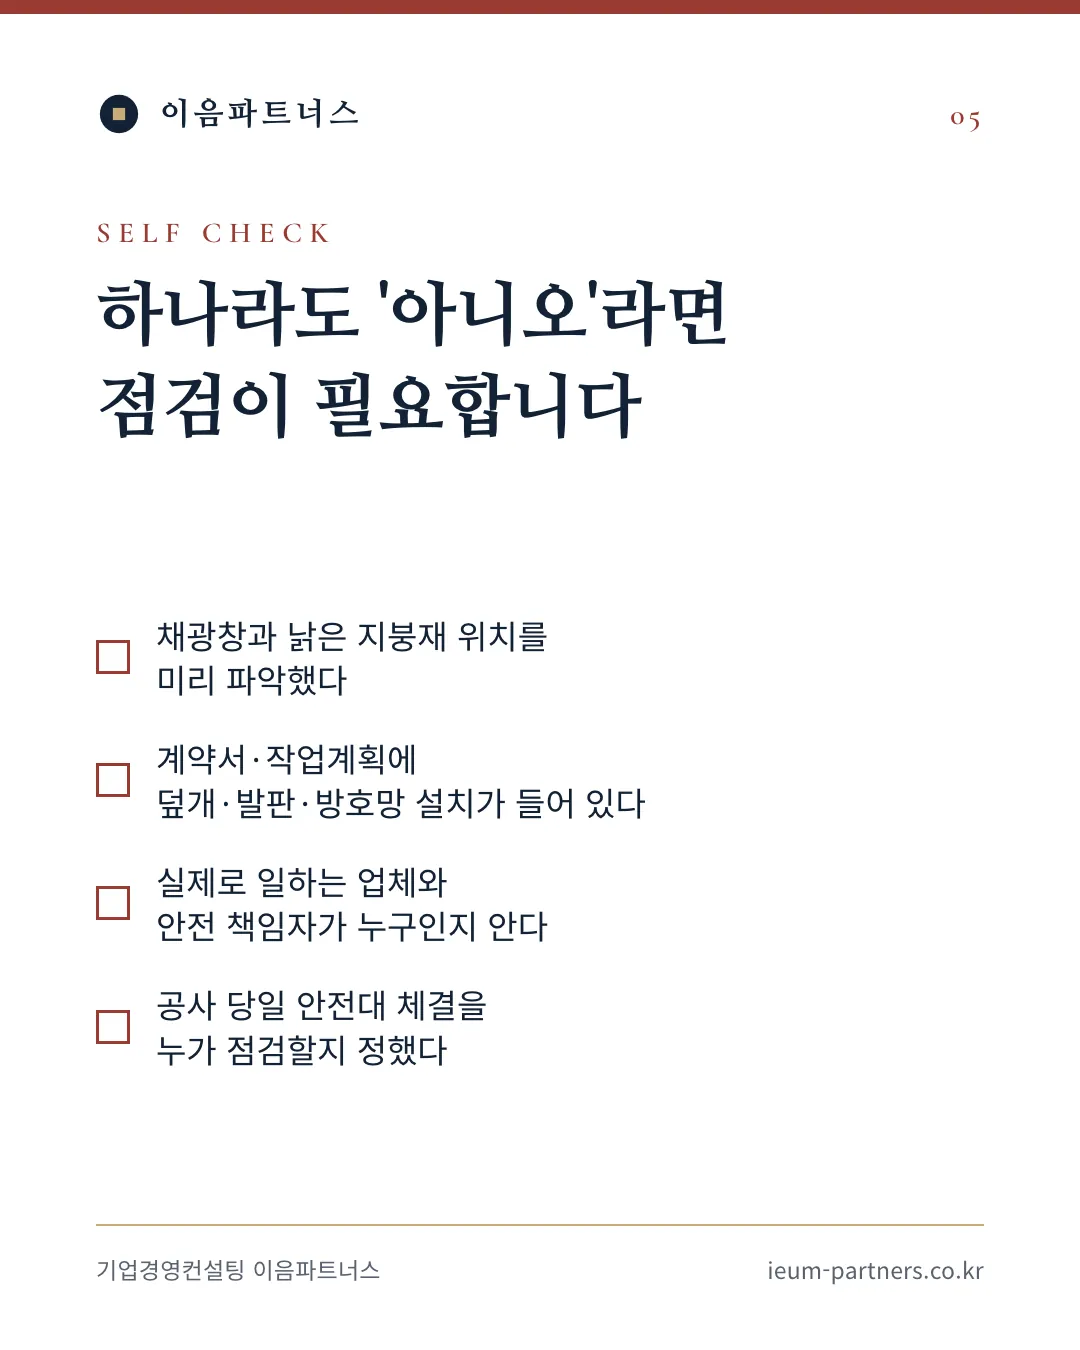 이음파트너스
05
SELF CHECK
하나라도 '아니오'라면
점검이 필요합니다
채광창과 낡은 지붕재 위치를
미리 파악했다
계약서·작업계획에
덮개·발판·방호망 설치가 들어 있다
실제로 일하는 업체와
안전 책임자가 누구인지 안다
공사 당일 안전대 체결을
누가 점검할지 정했다
기업경영컨설팅 이음파트너스
ieum-partners.co.kr